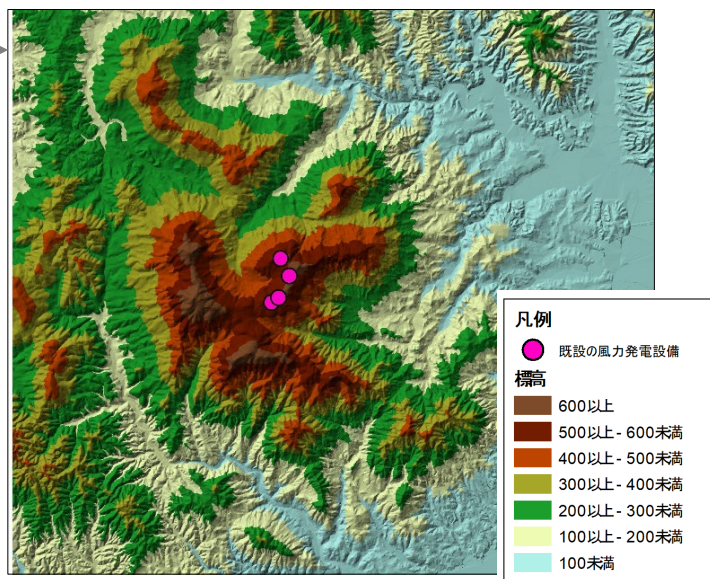 凡例
既設の風力発電設備
標高
600以上
500以上 - 600未満
400以上 - 500未満
300以上 - 400未満
200以上 - 300未満
100以上 - 200未満
100未満